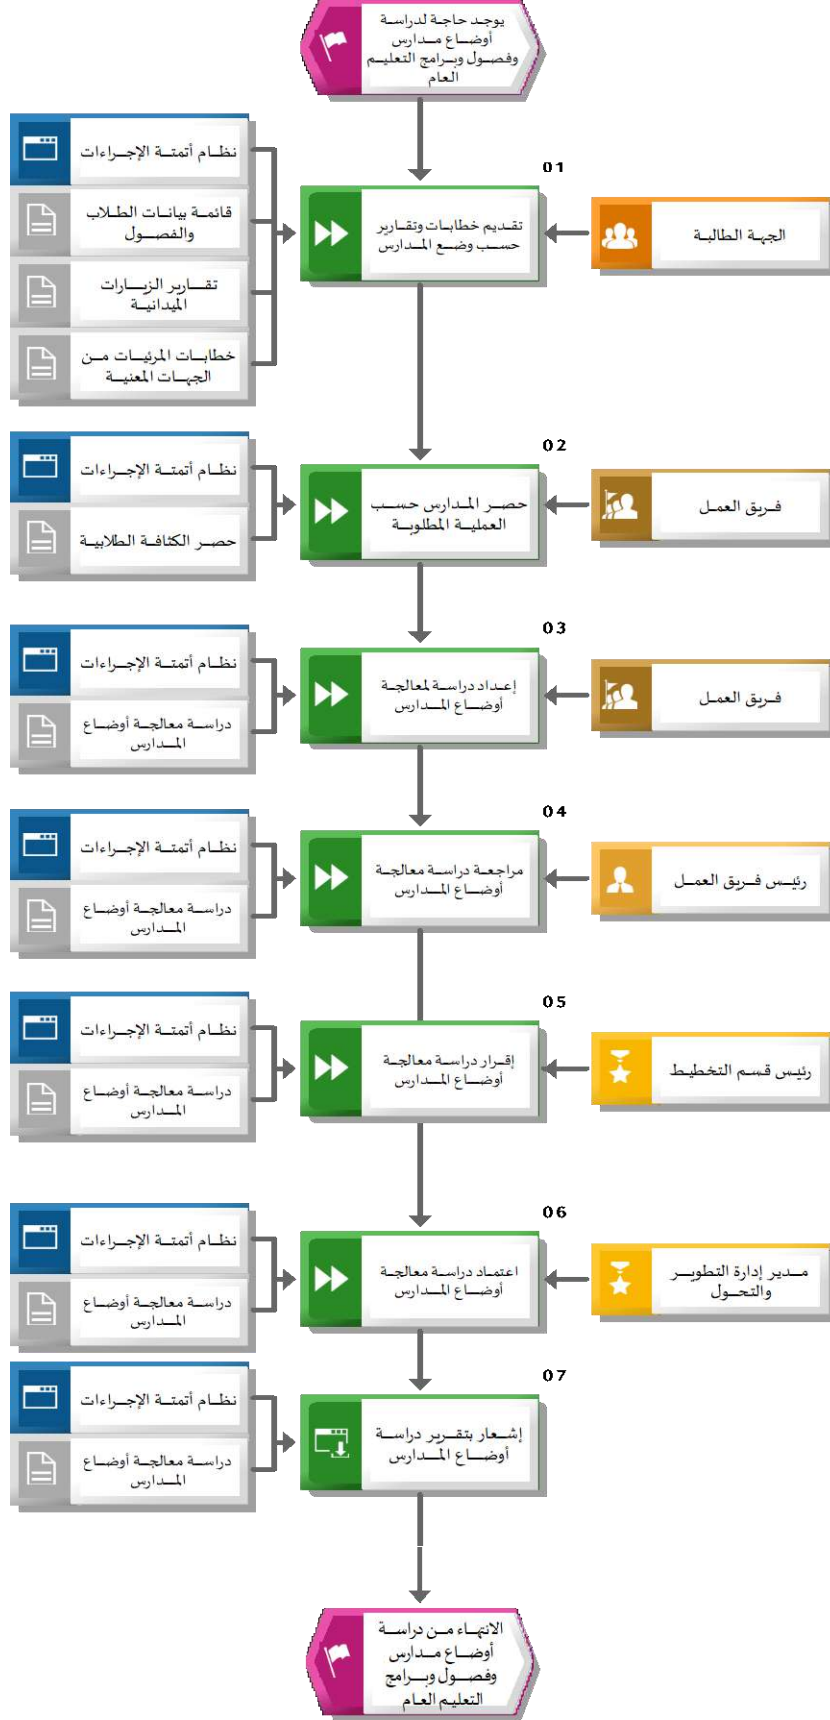 يوجد حاجة لدراسة
أوضاع مدارس
وفصول وبرامج التعليم
العام
01
الجهة الطالبة
تقديم خطابات وتقارير
حسب وضع المدارس
نظام أتمتة الإجراءات
قائمة بيانات الطلاب
والفصول
تقارير الزيارات
الميدانية
خطابات المرئيات من
الجهات المعنية
02
فريق العمل
حصر المدارس حسب
العملية المطلوبة
نظام أتمتة الإجراءات
حصر الكثافة الطلابية
03
فريق العمل
إعداد دراسة لمعالجة
أوضاع المدارس
نظام أتمتة الإجراءات
دراسة معالجة أوضاع
المدارس
04
رئيس فريق العمل
مراجعة دراسة معالجة
أوضاع المدارس
نظام أتمتة الإجراءات
دراسة معالجة أوضاع
المدارس
05
رئيس قسم التخطيط
إقرار دراسة معالجة
أوضاع المدارس
نظام أتمتة الإجراءات
دراسة معالجة أوضاع
المدارس
06
مدير إدارة التطوير
والتحول
اعتماد دراسة معالجة
أوضاع المدارس
نظام أتمتة الإجراءات
دراسة معالجة أوضاع
المدارس
07
إشعار بتقرير دراسة
أوضاع المدارس
نظام أتمتة الإجراءات
دراسة معالجة أوضاع
المدارس
الانتهاء من دراسة
أوضاع مدارس
وفصول وبرامج
التعليم العام